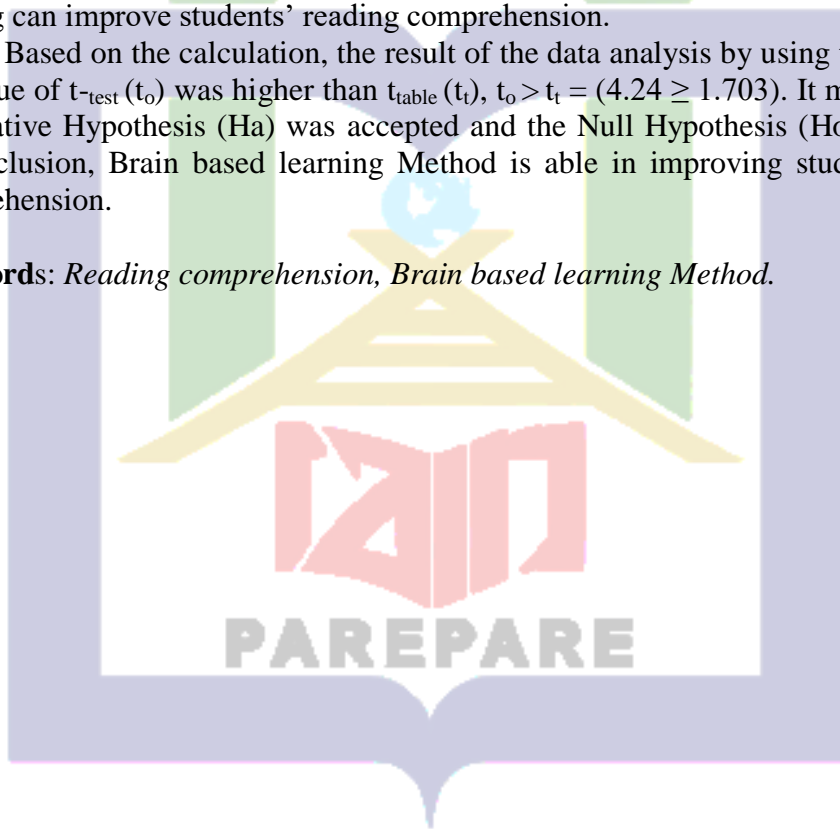 g can improve students’ reading comprehension.
Based on the calculation, the result of the data analysis by using
ue of t-test (to) was higher than ttable (tt), to > tt = (4.24 ≥ 1.703). It m
ative Hypothesis (Ha) was accepted and the Null Hypothesis (Ho
clusion, Brain based learning Method is able in improving stud
ehension.
ords: Reading comprehension, Brain based learning Method.
iain
PAREPARE